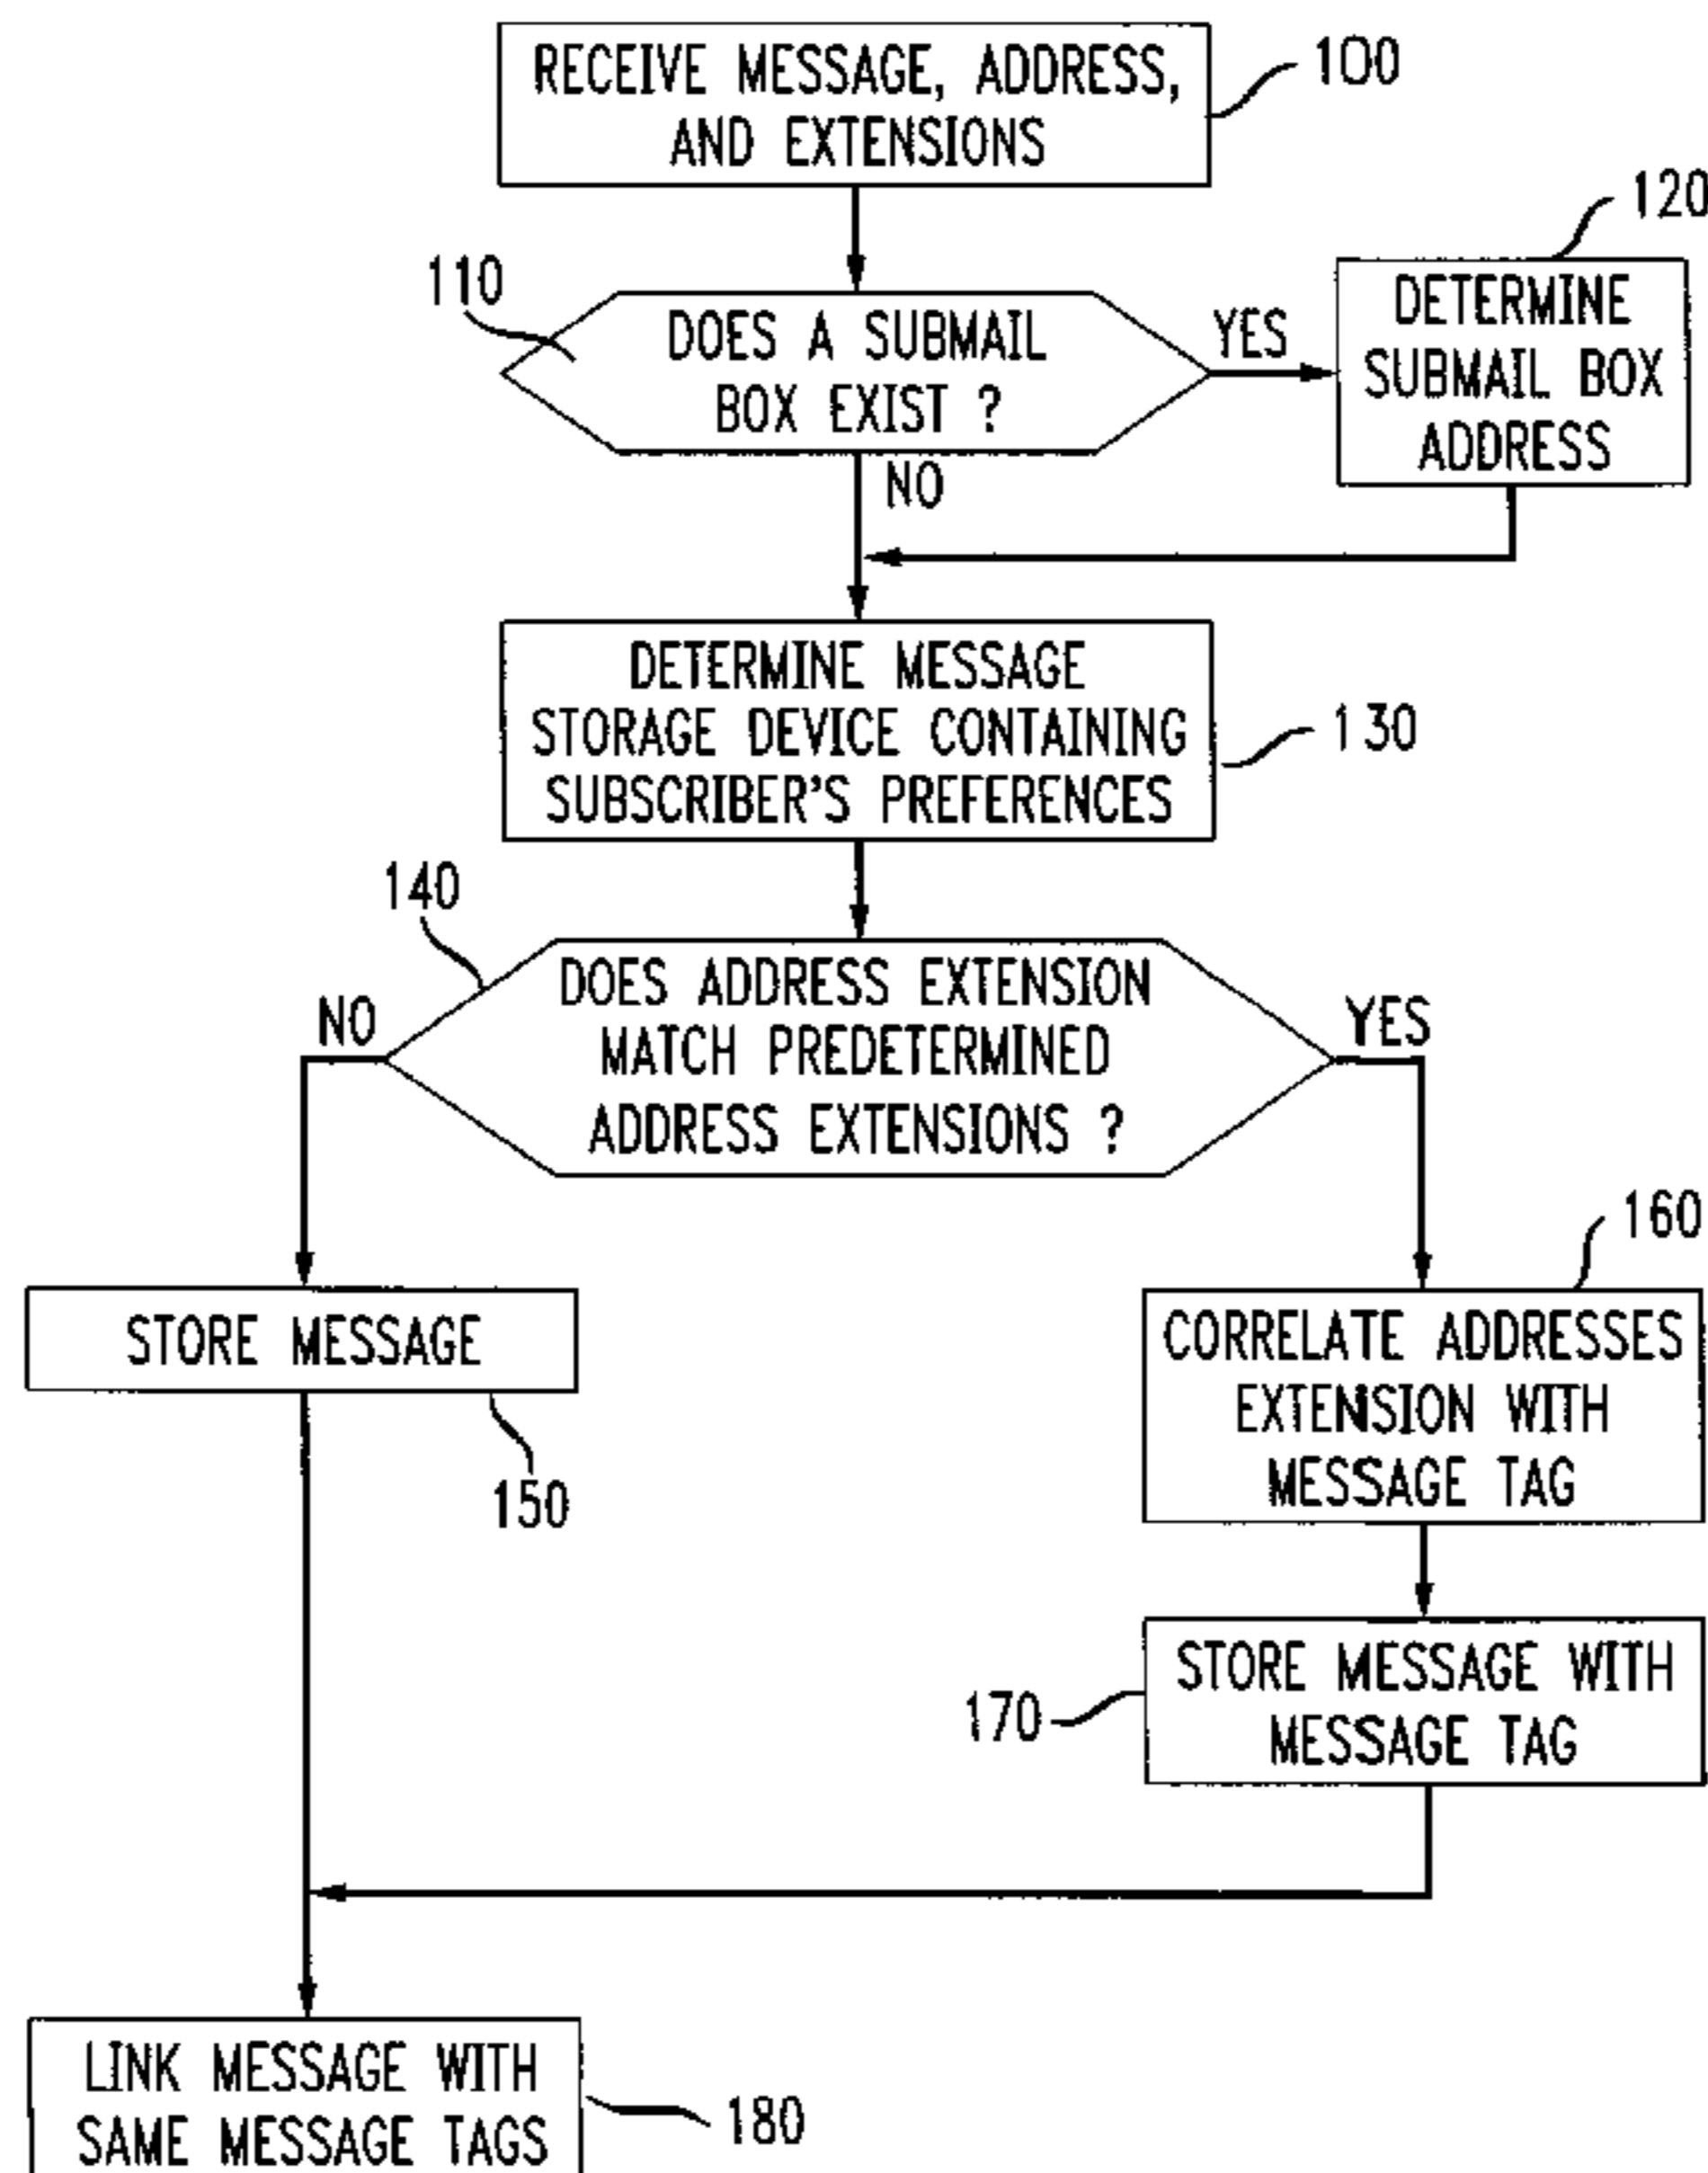 RECEIVE MESSAGE, ADDRESS,
AND EXTENSIONS
100
110
DOES A SUBMAIL
BOX EXIST ?
YES
NO
120
DETERMINE
SUBMAIL BOX
ADDRESS
DETERMINE MESSAGE
STORAGE DEVICE CONTAINING
SUBSCRIBER'S PREFERENCES
130
140
DOES ADDRESS EXTENSION
MATCH PREDETERMINED
ADDRESS EXTENSIONS ?
NO
YES
STORE MESSAGE
150
160
CORRELATE ADDRESSES
EXTENSION WITH
MESSAGE TAG
170
STORE MESSAGE WITH
MESSAGE TAG
LINK MESSAGE WITH
SAME MESSAGE TAGS
180